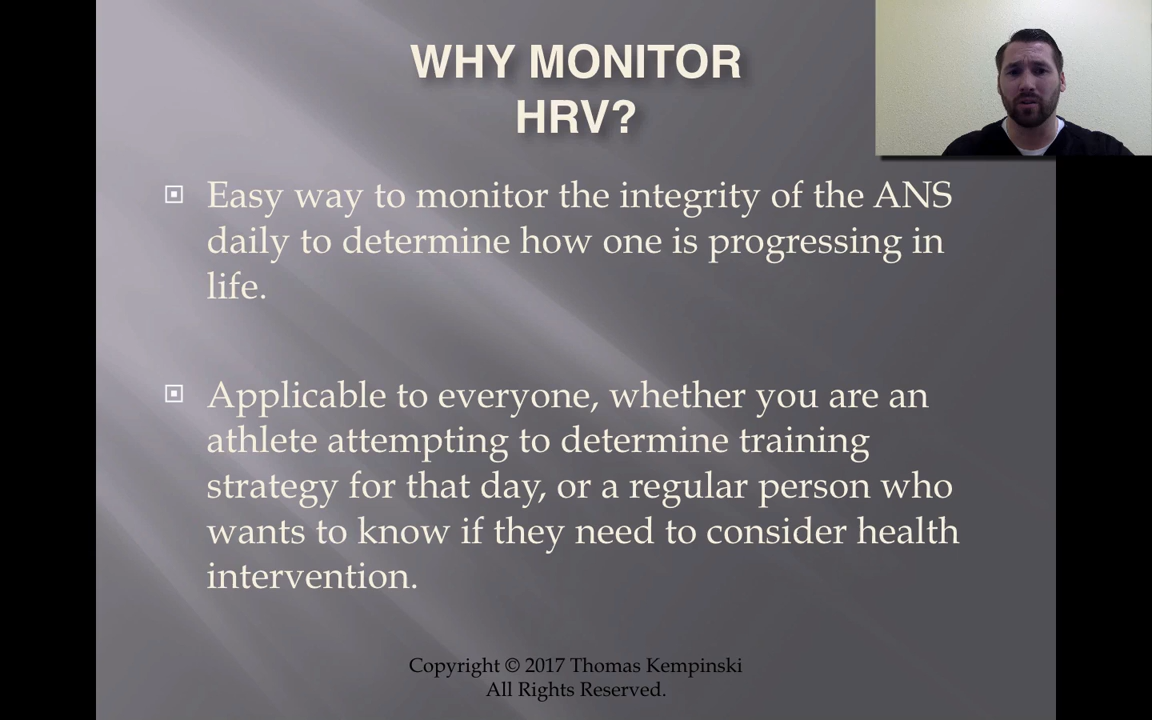 WHY MONITOR
HRV?
Easy way to monitor the integrity of the ANS
daily to determine how one is progressing in
life.
Applicable to everyone, whether you are an
athlete attempting to determine training
strategy for that day, or a regular person who
wants to know if they need to consider health
intervention.
Copyright © 2017 Thomas Kempinski
All Rights Reserved.